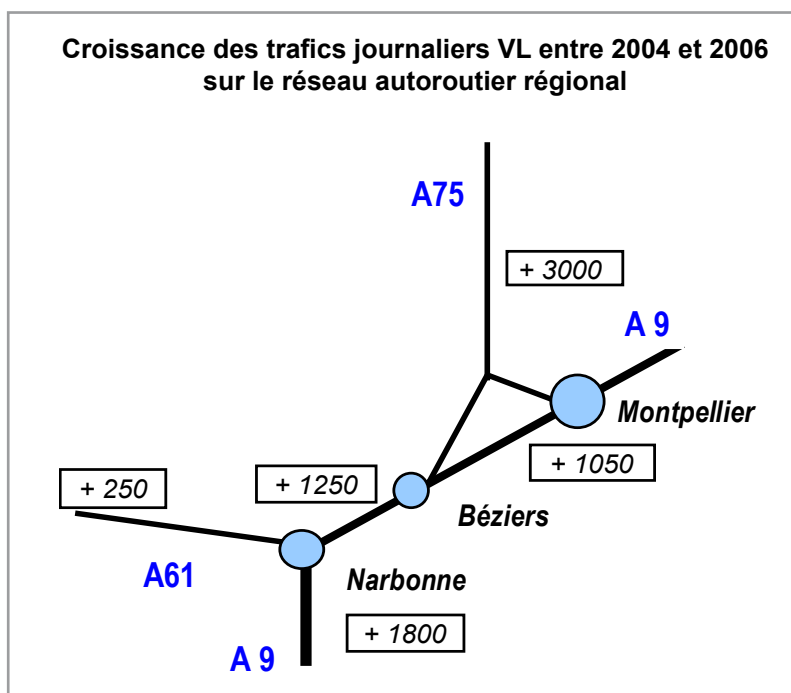 Croissance des trafics journaliers VL entre 2004 et 2006
sur le réseau autoroutier régional
A75
+ 3000
A 9
Montpellier
+ 1050
+ 250
+ 1250
Béziers
A61
Narbonne
+ 1800
A 9